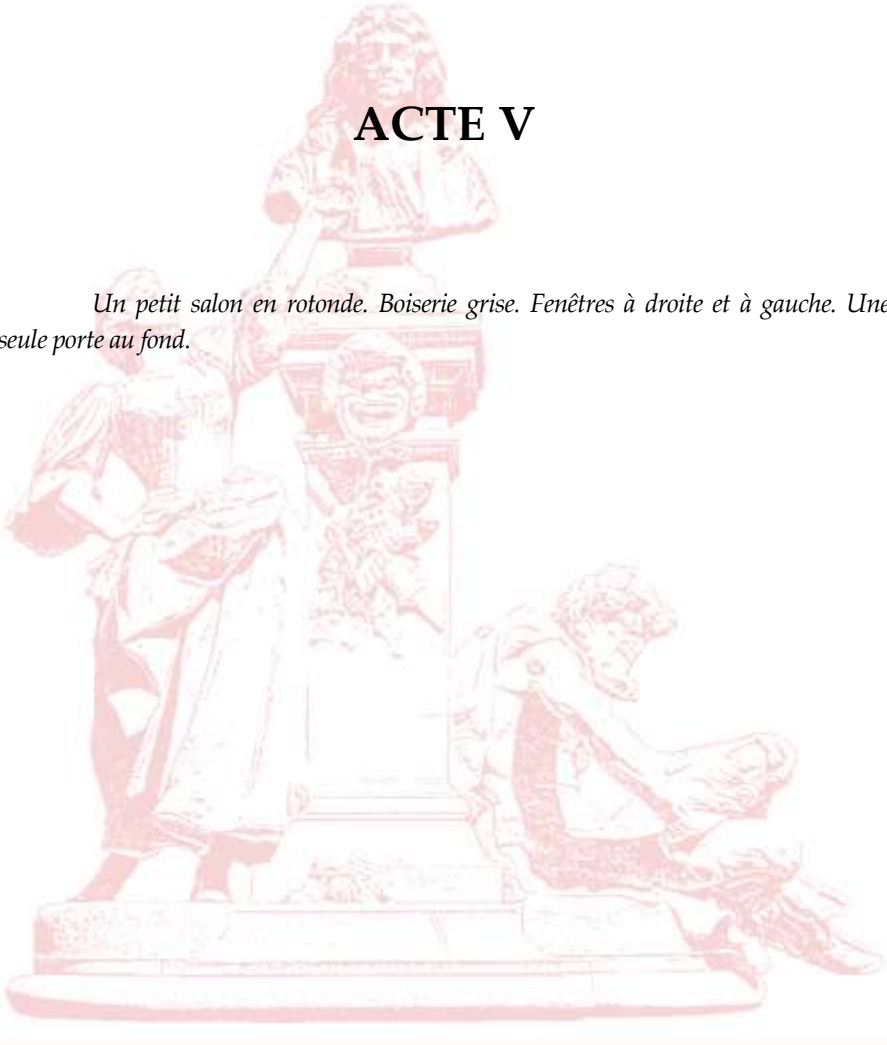 ACTE V
Un petit salon en rotonde. Boiserie grise. Fenêtres à droite et à gauche. Une
seule porte au fond.